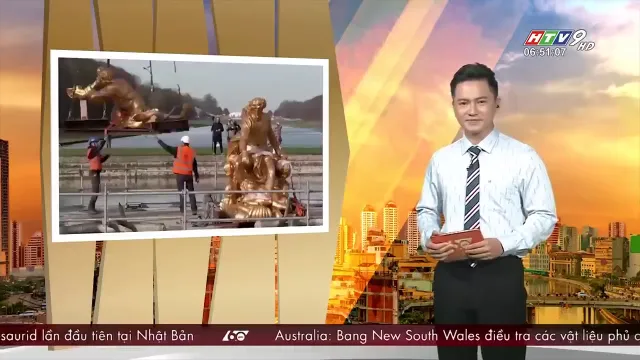 HTV9 HD
06:51:07
saurid lần đầu tiên tại Nhật Bản
60
Australia: Bang New South Wales điều tra các vật liệu phủ